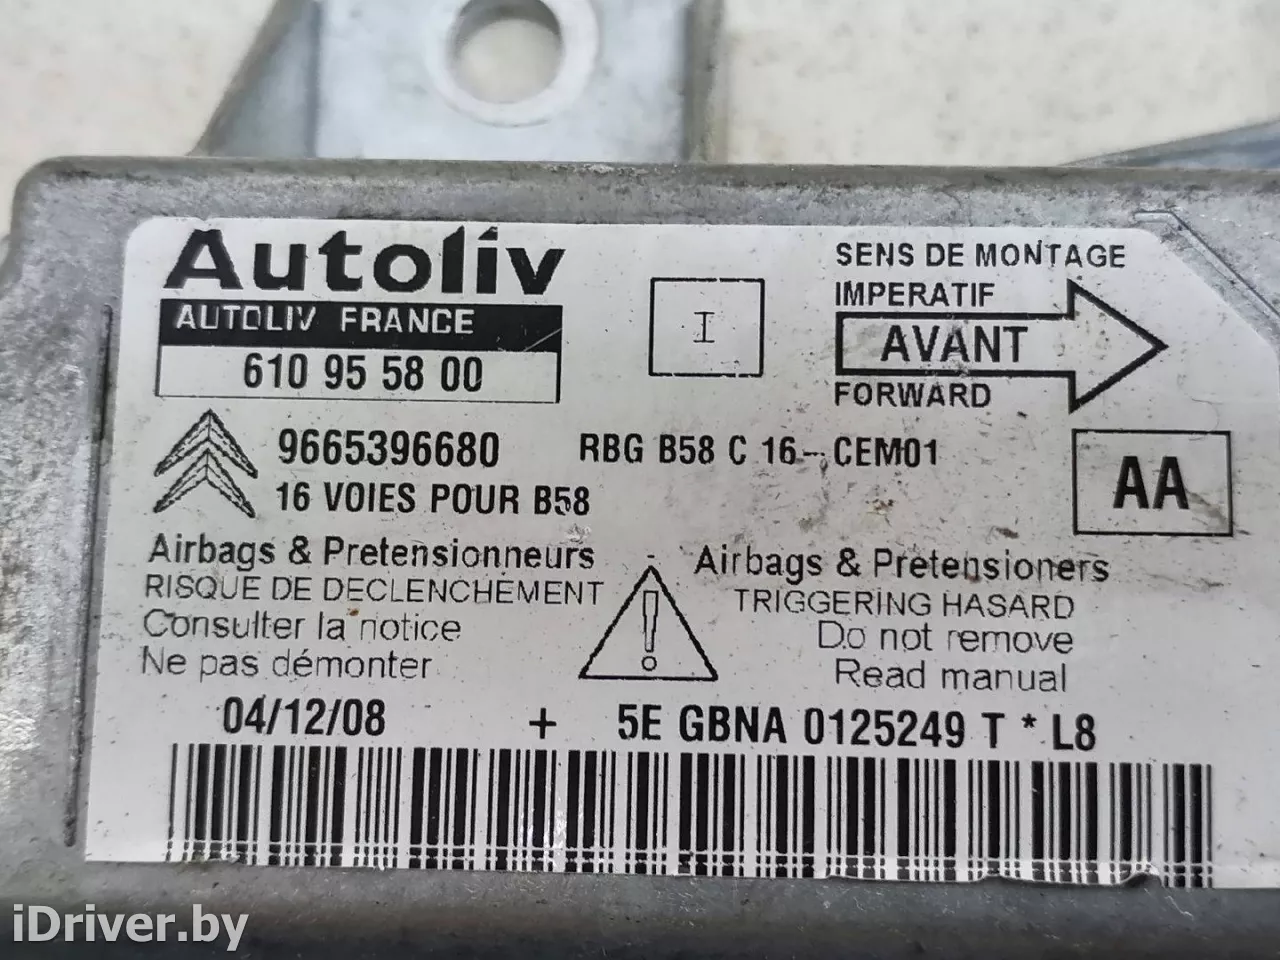 Autoliv
AUTOLIV FRANCE
610 95 58 00
I
SENS DE MONTAGE
IMPERATIF
AVANT
FORWARD
9665396680 RBG B58 C 16-CEM01
16 VOIES POUR B58
AA
Airbags & Pretensionneurs
RISQUE DE DECLENCHEMENT
Consulter la notice
Ne pas démonter
Airbags & Pretensioners
TRIGGERING HASARD
Do not remove
Read manual
04/12/08 + 5E GBNA 0125249 T * L8
iDriver.by